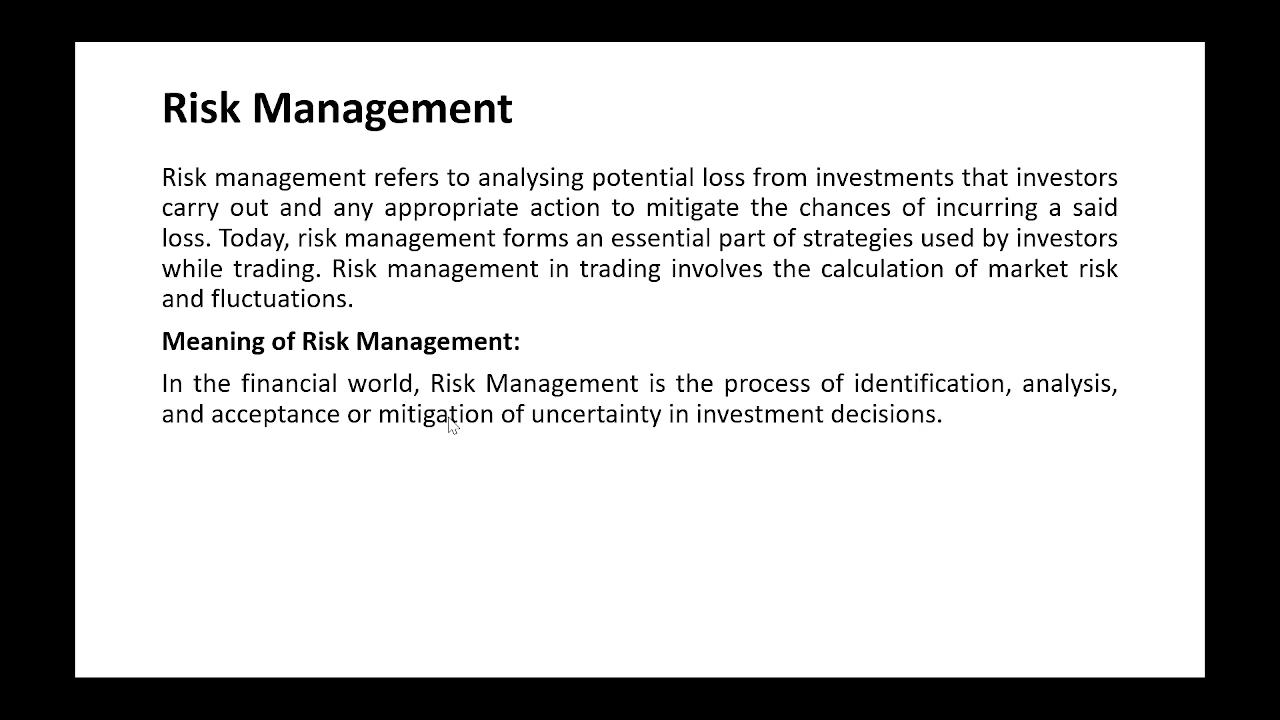 Risk Management
Risk management refers to analysing potential loss from investments that investors
carry out and any appropriate action to mitigate the chances of incurring a said
loss. Today, risk management forms an essential part of strategies used by investors
while trading. Risk management in trading involves the calculation of market risk
and fluctuations.
Meaning of Risk Management:
In the financial world, Risk Management is the process of identification, analysis,
and acceptance or mitigation of uncertainty in investment decisions.